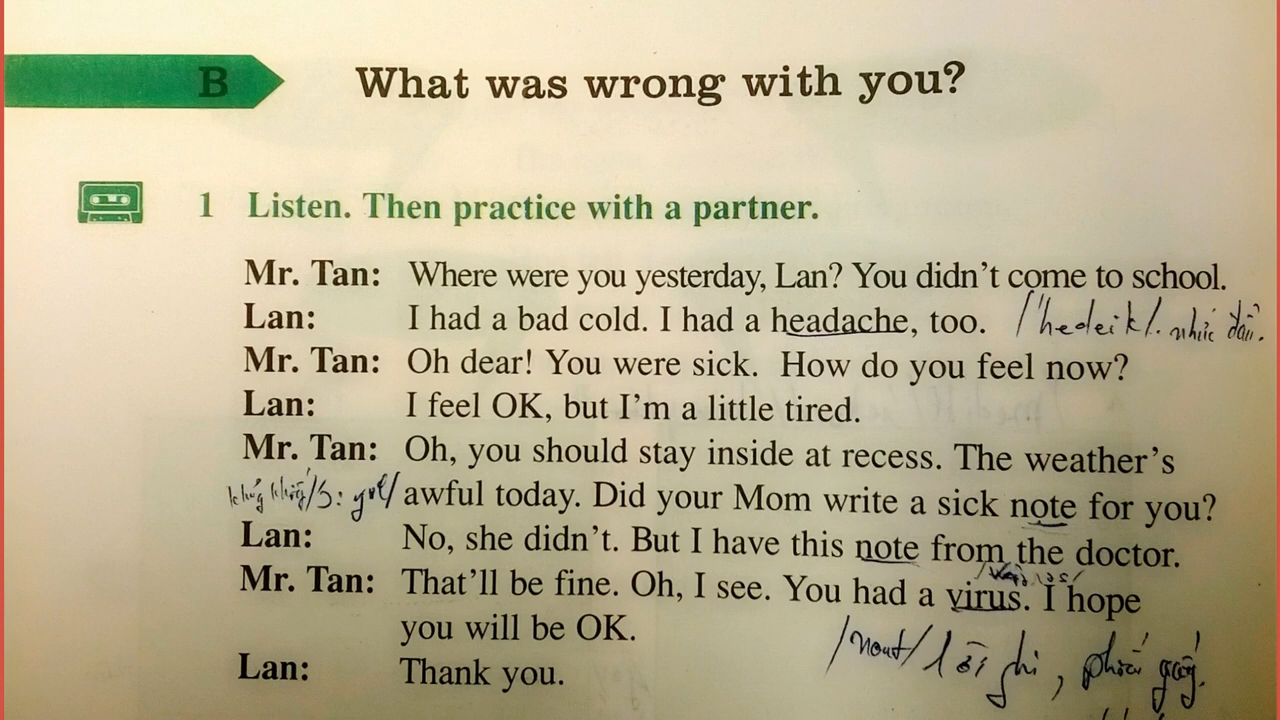 B What was wrong with you?
1 Listen. Then practice with a partner.
Mr. Tan: Where were you yesterday, Lan? You didn't come to school.
Lan: I had a bad cold. I had a headache, too. /'hedeik/. nhức đầu.
Mr. Tan: Oh dear! You were sick. How do you feel now?
Lan: I feel OK, but I'm a little tired.
Mr. Tan: Oh, you should stay inside at recess. The weather's
awful today. Did your Mom write a sick note for you?
Lan: No, she didn't. But I have this note from the doctor.
Mr. Tan: That'll be fine. Oh, I see. You had a virus. I hope
you will be OK.
/nout/ lời ghi,
Lan: Thank you.